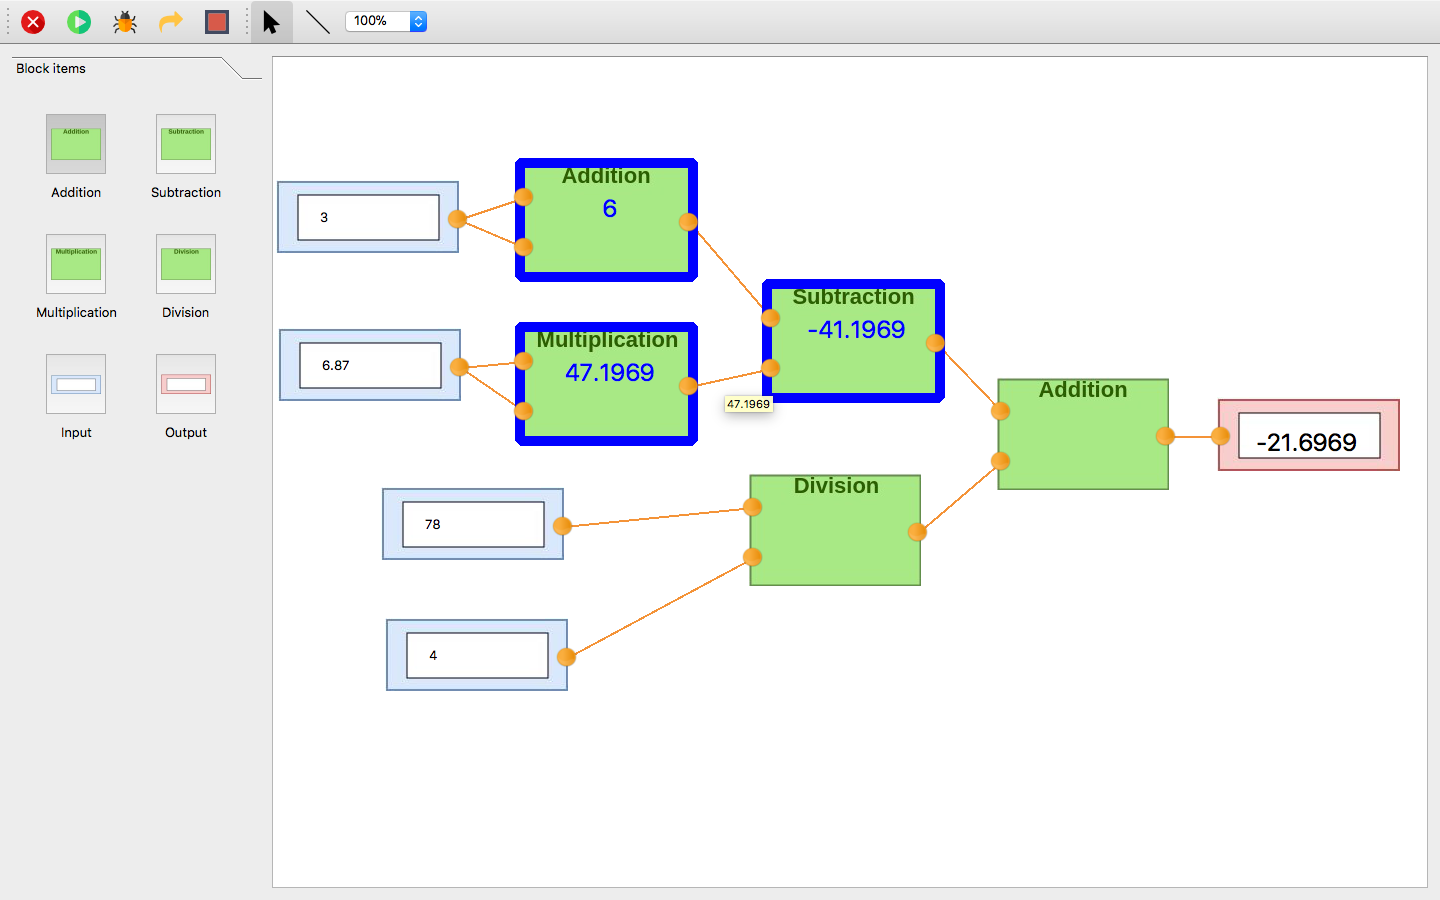 100%
Block items
Addition
Subtraction
Addition
Subtraction
Multiplication
Division
Multiplication
Division
Input
Output
3
Addition
6
6.87
Multiplication
47.1969
Subtraction
-41.1969
47.1969
Addition
-21.6969
Division
78
4